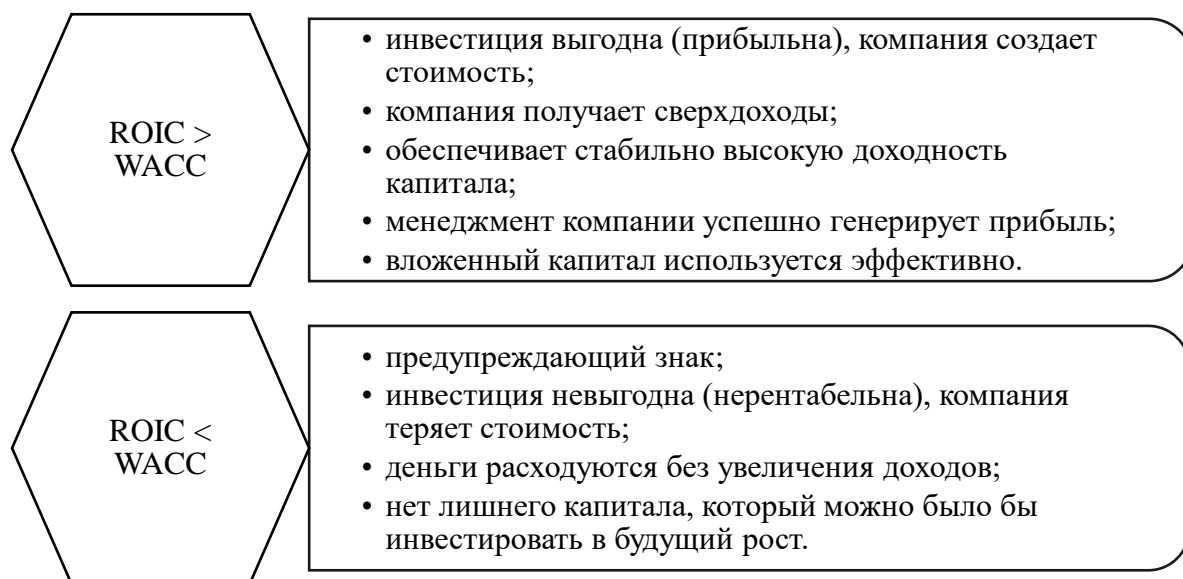 ROIC >
WACC
• инвестиция выгодна (прибыльна), компания создает
стоимость;
• компания получает сверхдоходы;
• обеспечивает стабильно высокую доходность
капитала;
• менеджмент компании успешно генерирует прибыль;
• вложенный капитал используется эффективно.
ROIC <
WACC
• предупреждающий знак;
• инвестиция невыгодна (нерентабельна), компания
теряет стоимость;
• деньги расходуются без увеличения доходов;
• нет лишнего капитала, который можно было бы
инвестировать в будущий рост.